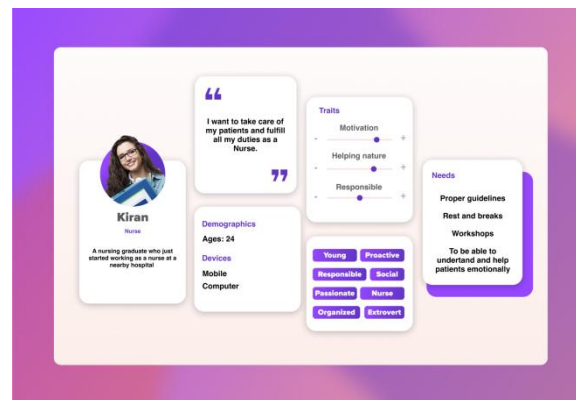 Kiran
Nurse
A nursing graduate who just
started working as a nurse at a
nearby hospital
“
I want to take care of
my patients and fulfill
all my duties as a
Nurse.
”
Demographics
Ages: 24
Devices
Mobile
Computer
Traits
Motivation
- +
Helping nature
- +
Responsible
- +
Young Proactive
Responsible Social
Passionate Nurse
Organized Extrovert
Needs
Proper guidelines
Rest and breaks
Workshops
To be able to
undertand and help
patients emotionally